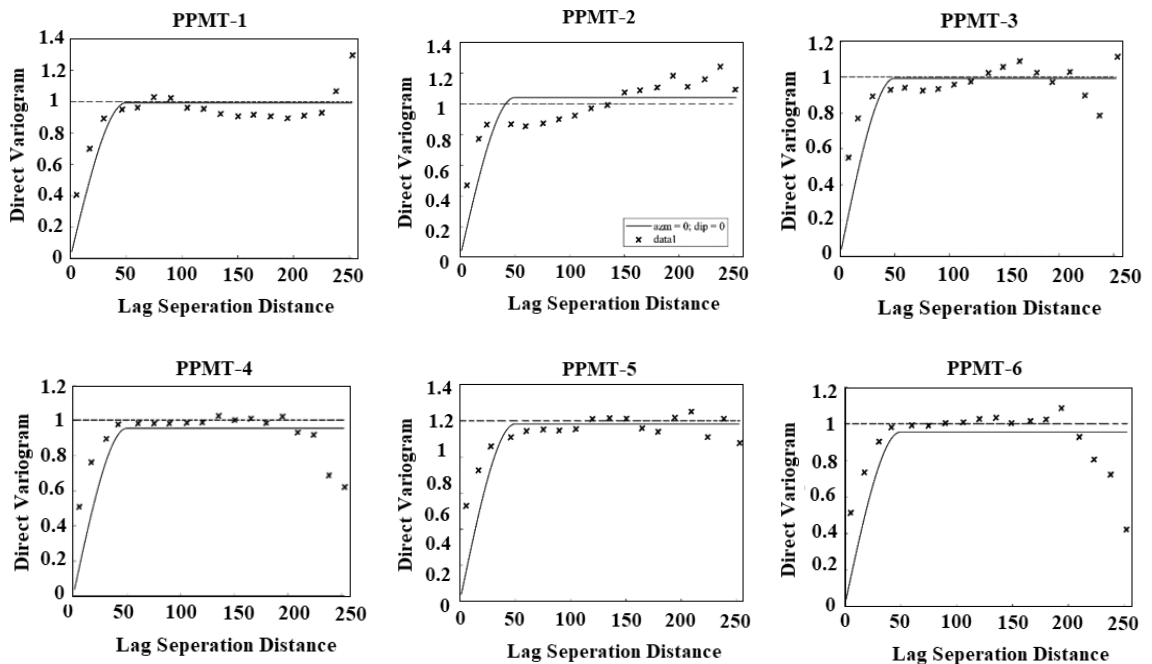 PPMT-1
1.4
1.2
1
0.8
0.6
0.4
0.2
0
Direct Variogram
0 50 100 150 200 250
Lag Seperation Distance
PPMT-2
1.4
1.2
1
0.8
0.6
0.4
0.2
0
Direct Variogram
azm = 0; dip = 0
data1
0 50 100 150 200 250
Lag Seperation Distance
PPMT-3
1.2
1
0.8
0.6
0.4
0.2
0
Direct Variogram
0 50 100 150 200 250
Lag Seperation Distance
PPMT-4
1.2
1
0.8
0.6
0.4
0.2
0
Direct Variogram
0 50 100 150 200 250
Lag Seperation Distance
PPMT-5
1.4
1.2
1
0.8
0.6
0.4
0.2
0
Direct Variogram
0 50 100 150 200 250
Lag Seperation Distance
PPMT-6
1.2
1
0.8
0.6
0.4
0.2
0
Direct Variogram
0 50 100 150 200 250
Lag Seperation Distance